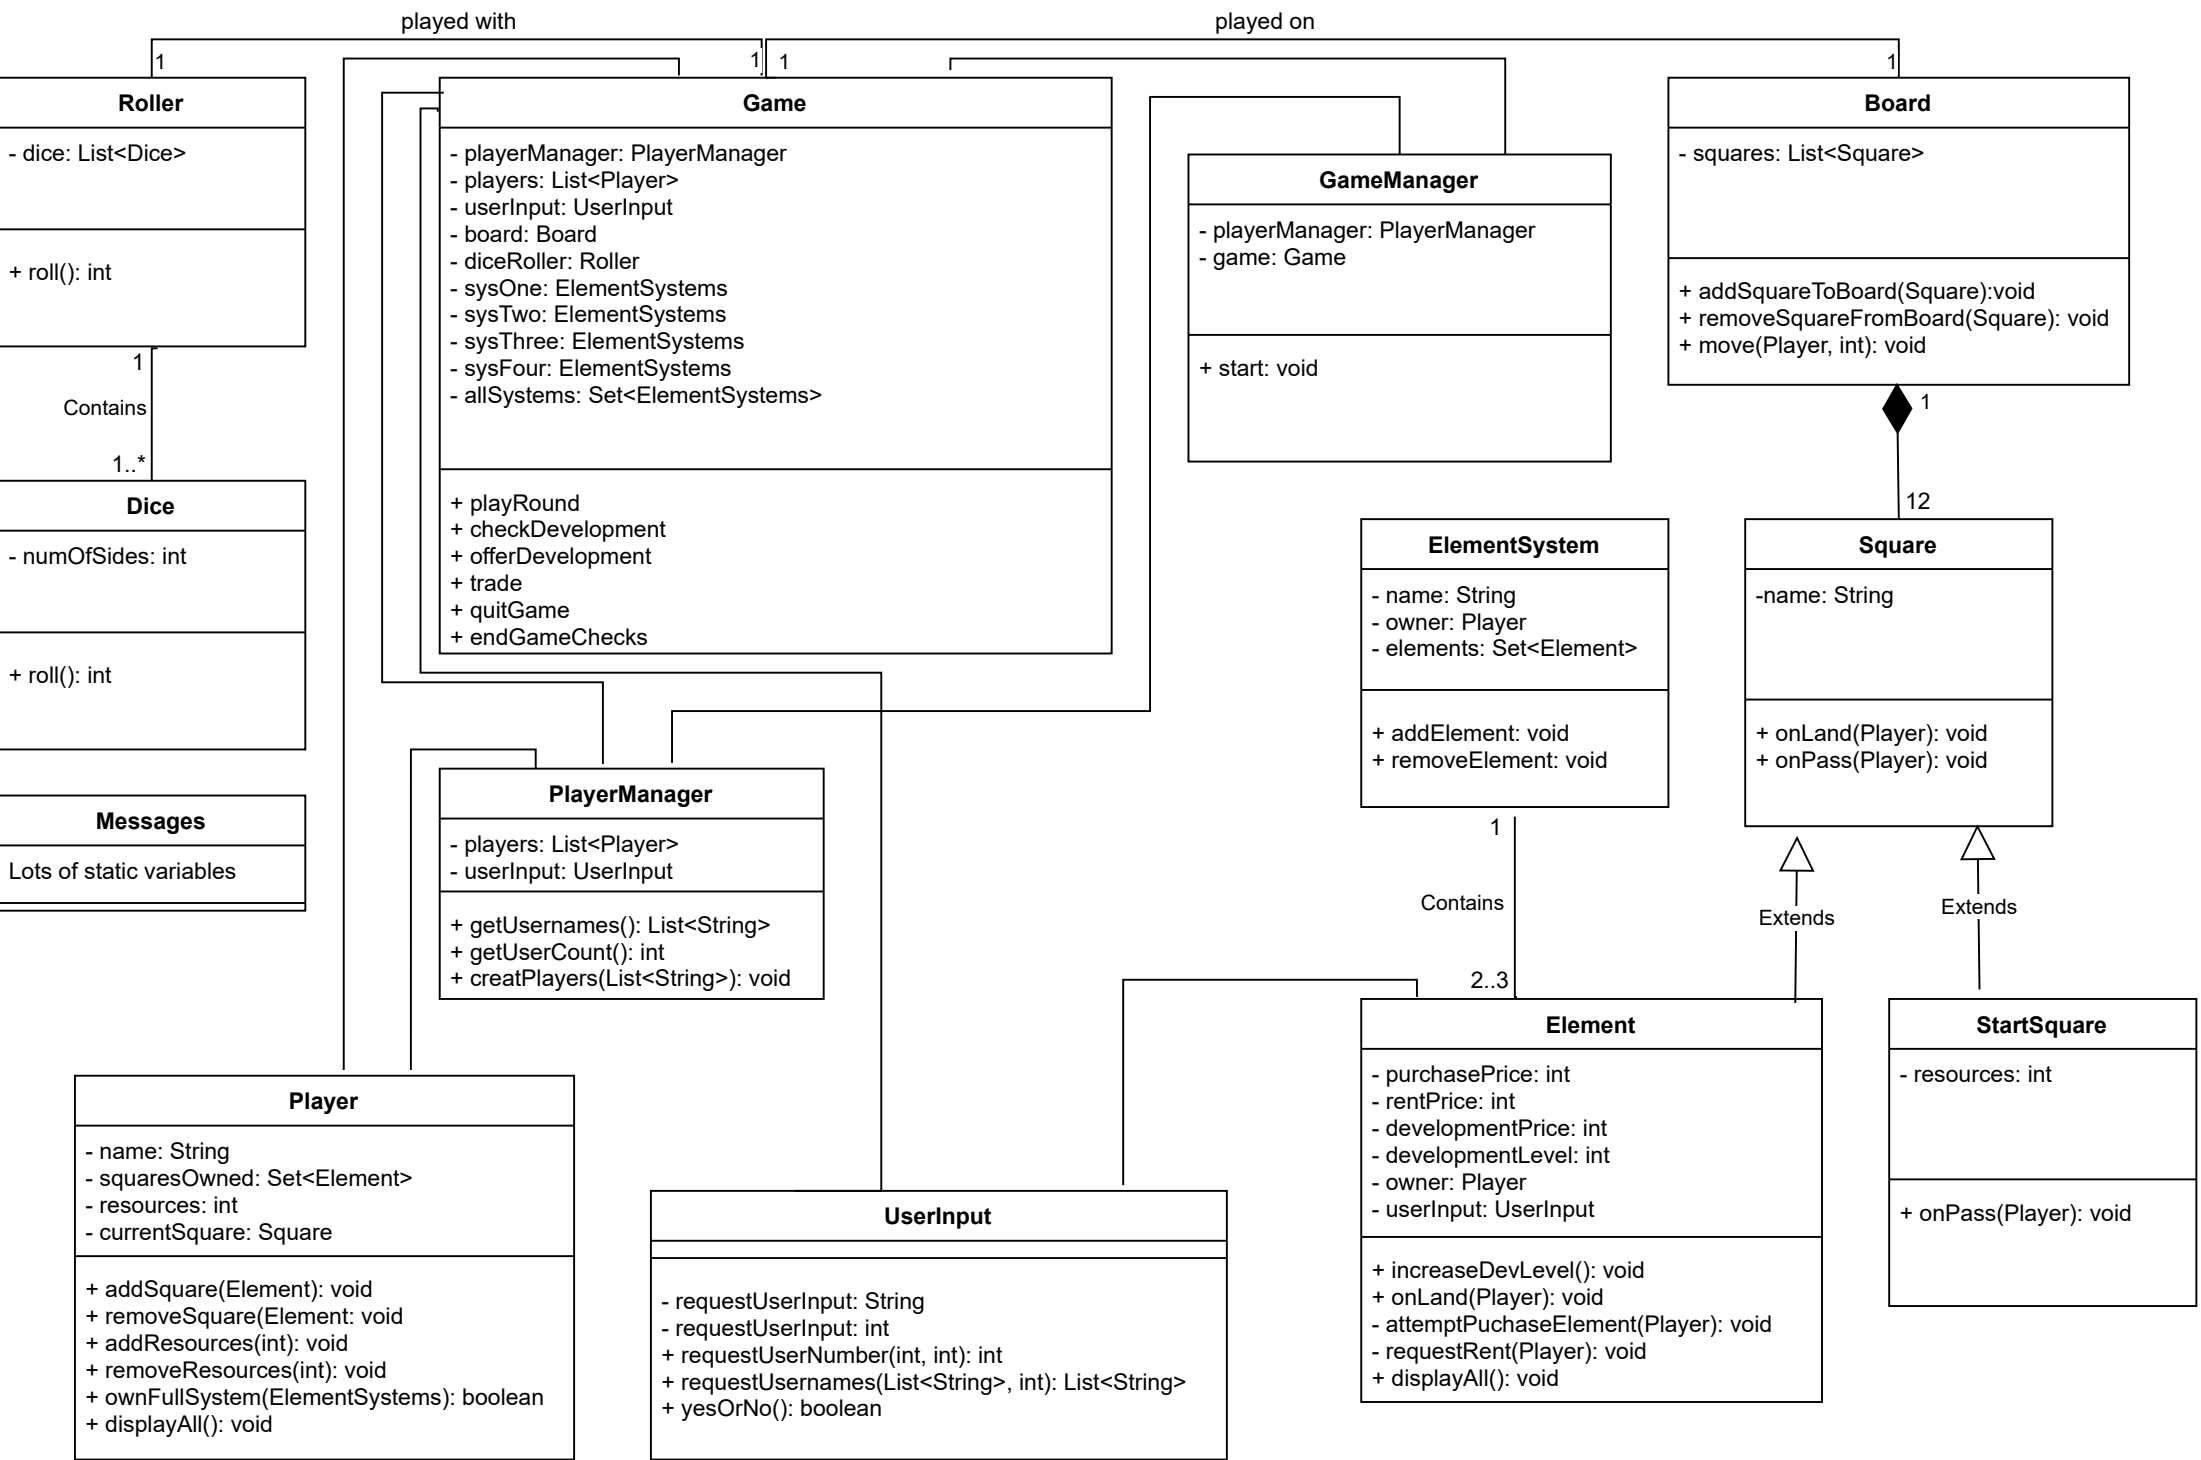 played with
played on
1
1
1
1
Roller
- dice: List<Dice>
+ roll(): int
1
Contains
1..*
Dice
- numOfSides: int
+ roll(): int
Messages
Lots of static variables
Game
- playerManager: PlayerManager
- players: List<Player>
- userInput: UserInput
- board: Board
- diceRoller: Roller
- sysOne: ElementSystems
- sysTwo: ElementSystems
- sysThree: ElementSystems
- sysFour: ElementSystems
- allSystems: Set<ElementSystems>
+ playRound
+ checkDevelopment
+ offerDevelopment
+ trade
+ quitGame
+ endGameChecks
GameManager
- playerManager: PlayerManager
- game: Game
+ start: void
Board
- squares: List<Square>
+ addSquareToBoard(Square):void
+ removeSquareFromBoard(Square): void
+ move(Player, int): void
1
12
ElementSystem
- name: String
- owner: Player
- elements: Set<Element>
+ addElement: void
+ removeElement: void
Square
-name: String
+ onLand(Player): void
+ onPass(Player): void
PlayerManager
- players: List<Player>
- userInput: UserInput
+ getUsernames(): List<String>
+ getUserCount(): int
+ creatPlayers(List<String>): void
1
Contains
2..3
Extends
Extends
Player
- name: String
- squaresOwned: Set<Element>
- resources: int
- currentSquare: Square
+ addSquare(Element): void
+ removeSquare(Element: void
+ addResources(int): void
+ removeResources(int): void
+ ownFullSystem(ElementSystems): boolean
+ displayAll(): void
UserInput
- requestUserInput: String
- requestUserInput: int
+ requestUserNumber(int, int): int
+ requestUsernames(List<String>, int): List<String>
+ yesOrNo(): boolean
Element
- purchasePrice: int
- rentPrice: int
- developmentPrice: int
- developmentLevel: int
- owner: Player
- userInput: UserInput
+ increaseDevLevel(): void
+ onLand(Player): void
- attemptPuchaseElement(Player): void
- requestRent(Player): void
+ displayAll(): void
StartSquare
- resources: int
+ onPass(Player): void